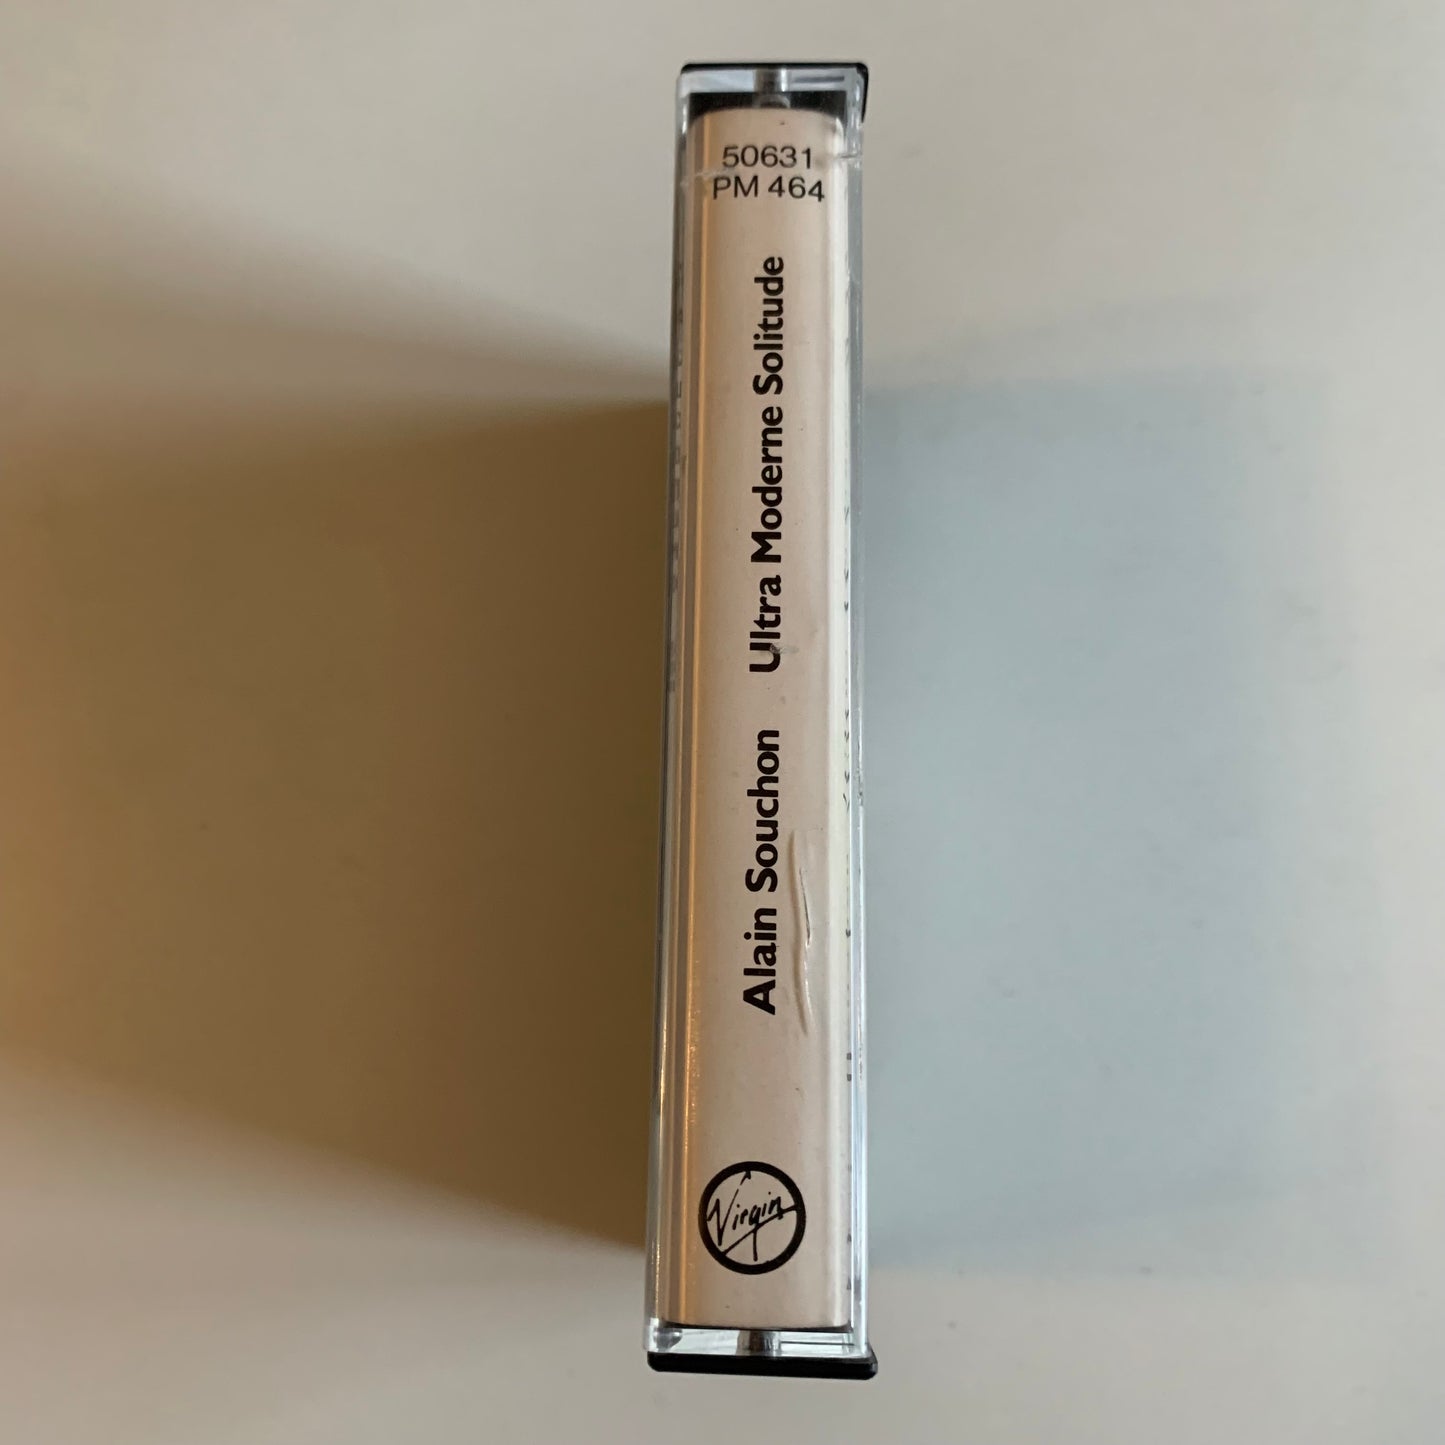 50631
PM 464
Alain Souchon Ultra Moderne Solitude
Virgin